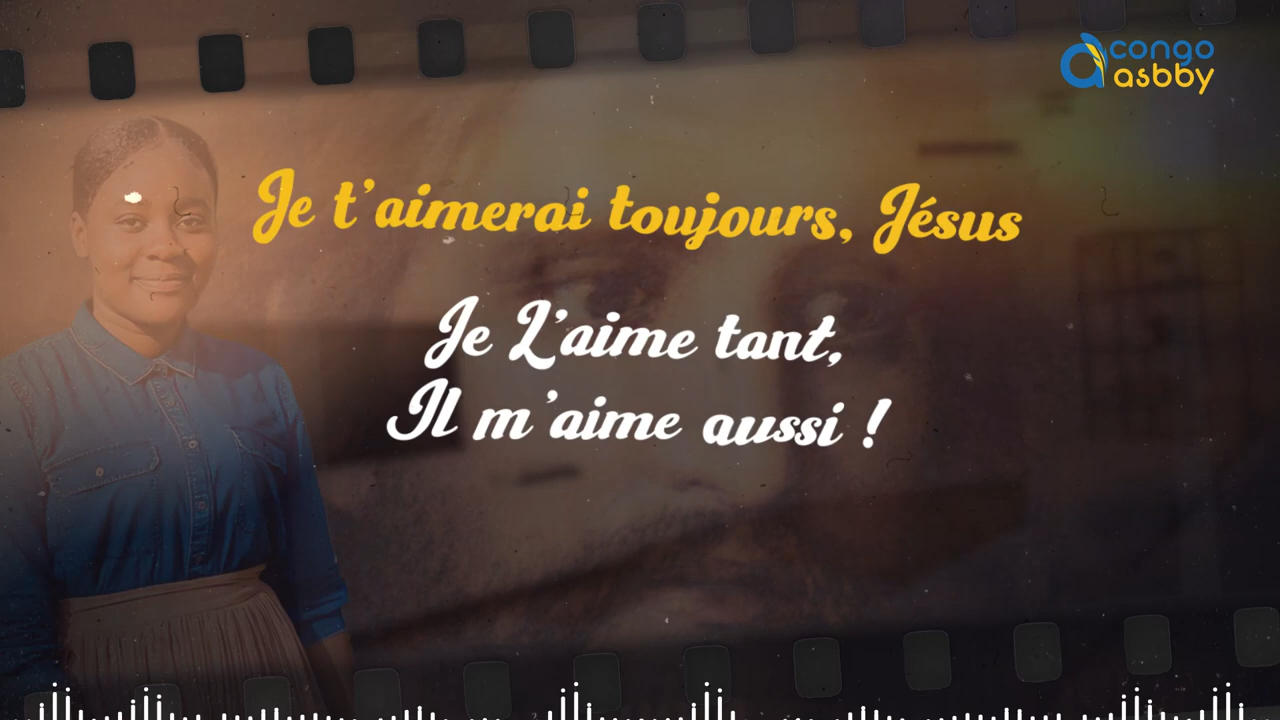 congo
asbby
Je t'aimerai toujours, Jésus
Je L'aime tant,
Il m'aime aussi !